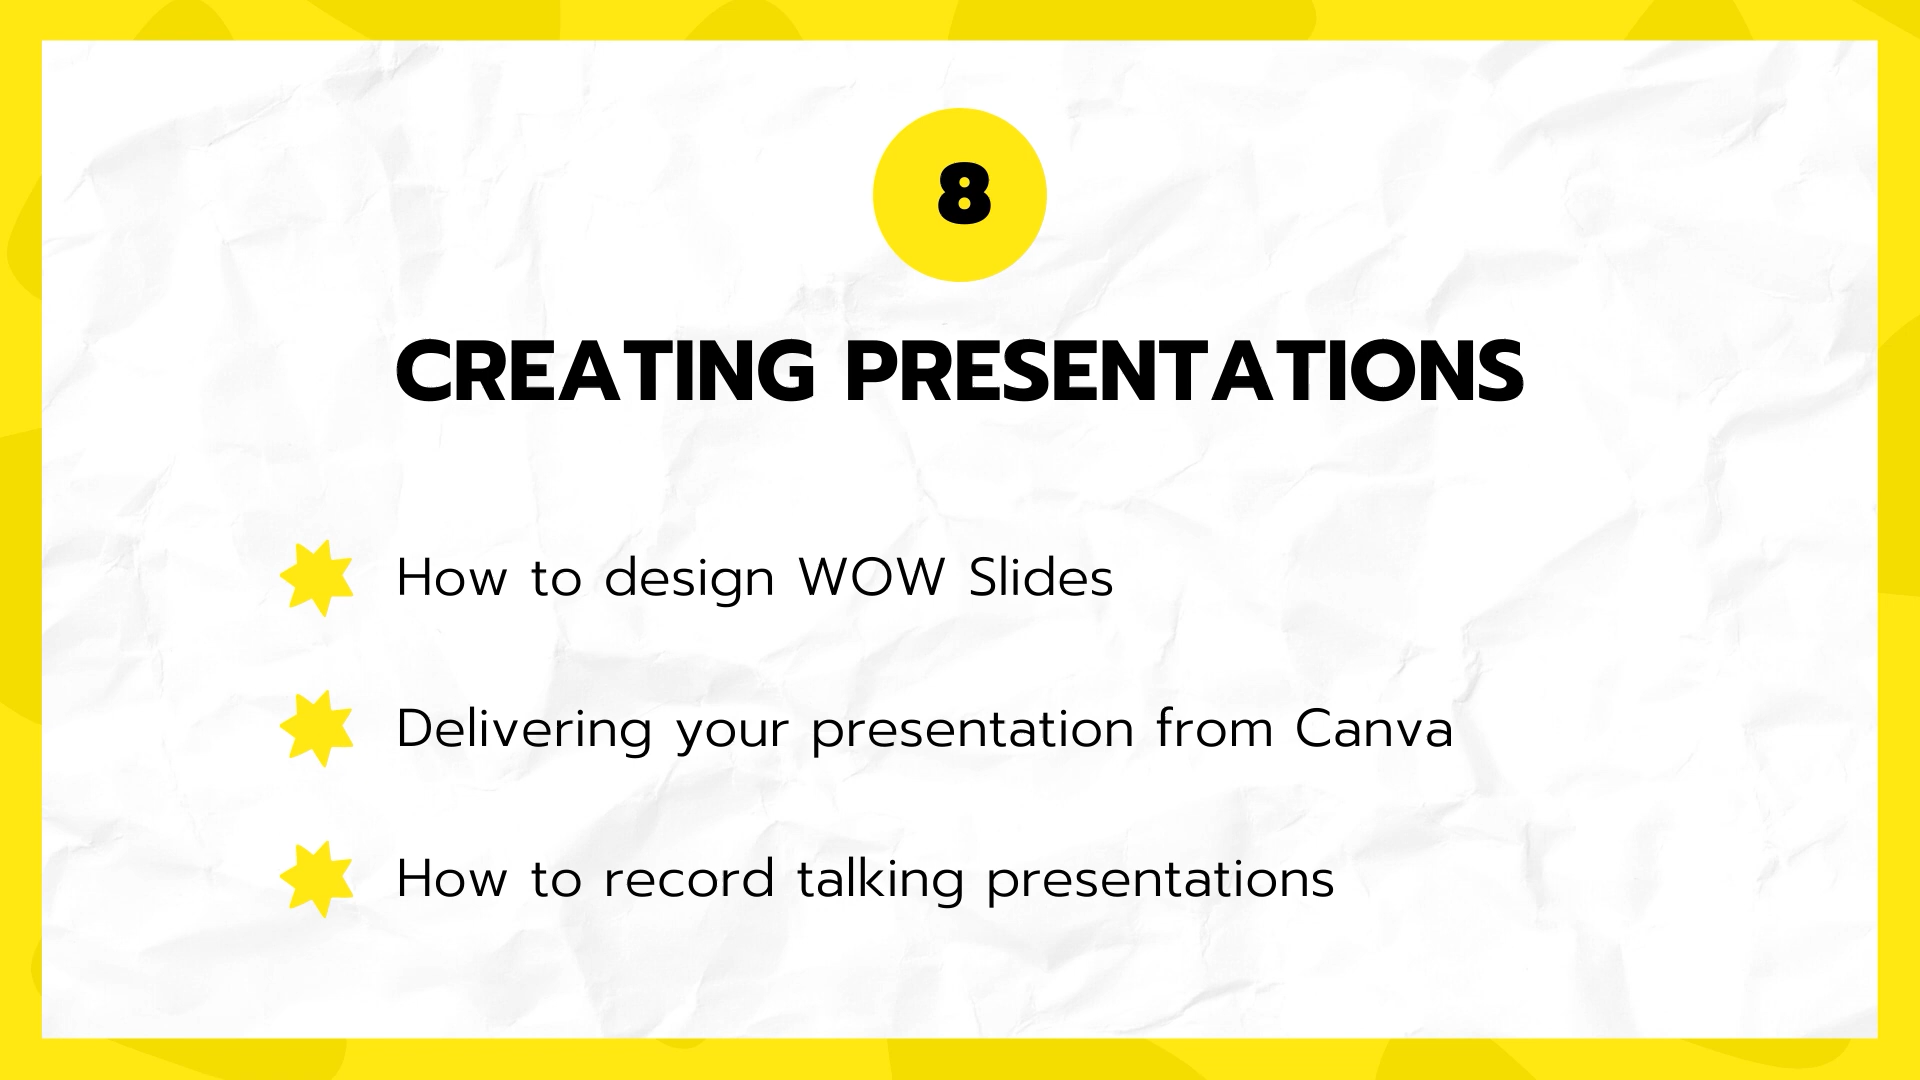 8
CREATING PRESENTATIONS
How to design WOW Slides
Delivering your presentation from Canva
How to record talking presentations